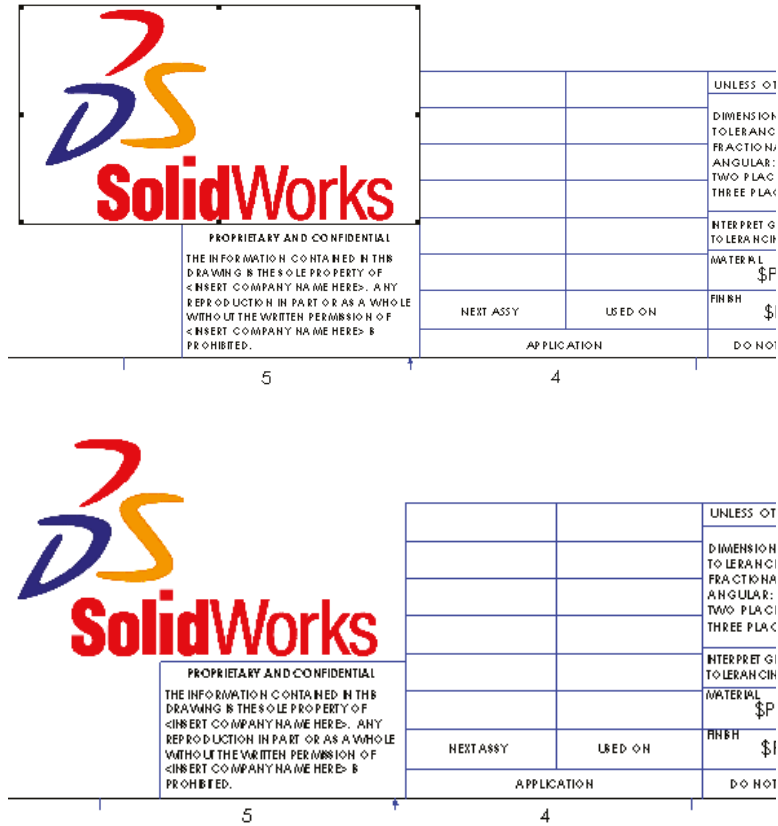 DS
SolidWorks
PROPRIETARY AND CONFIDENTIAL
THE INFORMATION CONTAINED IN THIS
DRAWING IS THE SOLE PROPERTY OF
<INSERT COMPANY NAME HERE>. ANY
REPRODUCTION IN PART OR AS A WHOLE
WITHOUT THE WRITTEN PERMISSION OF
<INSERT COMPANY NAME HERE> IS
PROHIBITED.
NEXT ASSY
USED ON
APPLICATION
UNLESS OT
DIMENSION
TOLERANC
FRACTIONA
ANGULAR:
TWO PLAC
THREE PLAC
INTERPRET G
TOLERANCIN
MATERIAL
$P
FINISH
DO NOT
5
4
DS
SolidWorks
PROPRIETARY AND CONFIDENTIAL
THE INFORMATION CONTAINED IN THIS
DRAWING IS THE SOLE PROPERTY OF
<INSERT COMPANY NAME HERE>. ANY
REPRODUCTION IN PART OR AS A WHOLE
WITHOUT THE WRITTEN PERMISSION OF
<INSERT COMPANY NAME HERE> IS
PROHIBITED.
NEXT ASSY
USED ON
APPLICATION
UNLESS OT
DIMENSION
TOLERANCI
FRACTIONA
ANGULAR:
TWO PLACI
THREE PLAC
INTERPRET GE
TOLERANCIN
MATERIAL
$P
FINISH
$P
DO NOT
5
4